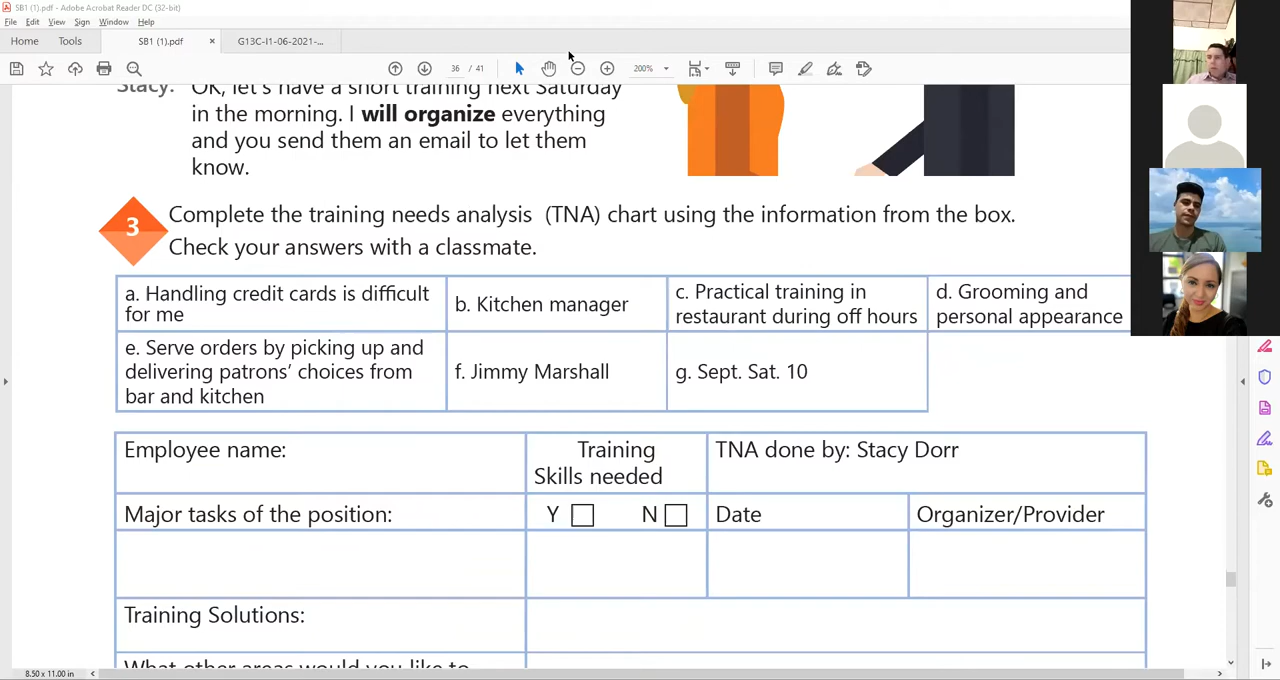 SB1 (1).pdf - Adobe Acrobat Reader DC (32-bit)
File Edit View Sign Window Help
Home Tools SB1 (1).pdf × G13C-I1-06-2021-...
36 / 41 200%
Stacy: OK, let's have a short training next Saturday
in the morning. I will organize everything
and you send them an email to let them
know.
3 Complete the training needs analysis (TNA) chart using the information from the box.
Check your answers with a classmate.
a. Handling credit cards is difficult
for me
b. Kitchen manager
c. Practical training in
restaurant during off hours
d. Grooming and
personal appearance
e. Serve orders by picking up and
delivering patrons' choices from
bar and kitchen
f. Jimmy Marshall
g. Sept. Sat. 10
Employee name:
Training
Skills needed
TNA done by: Stacy Dorr
Major tasks of the position:
Y N
Date
Organizer/Provider
Training Solutions:
What other areas would you like to
8.50 x 11.00 in